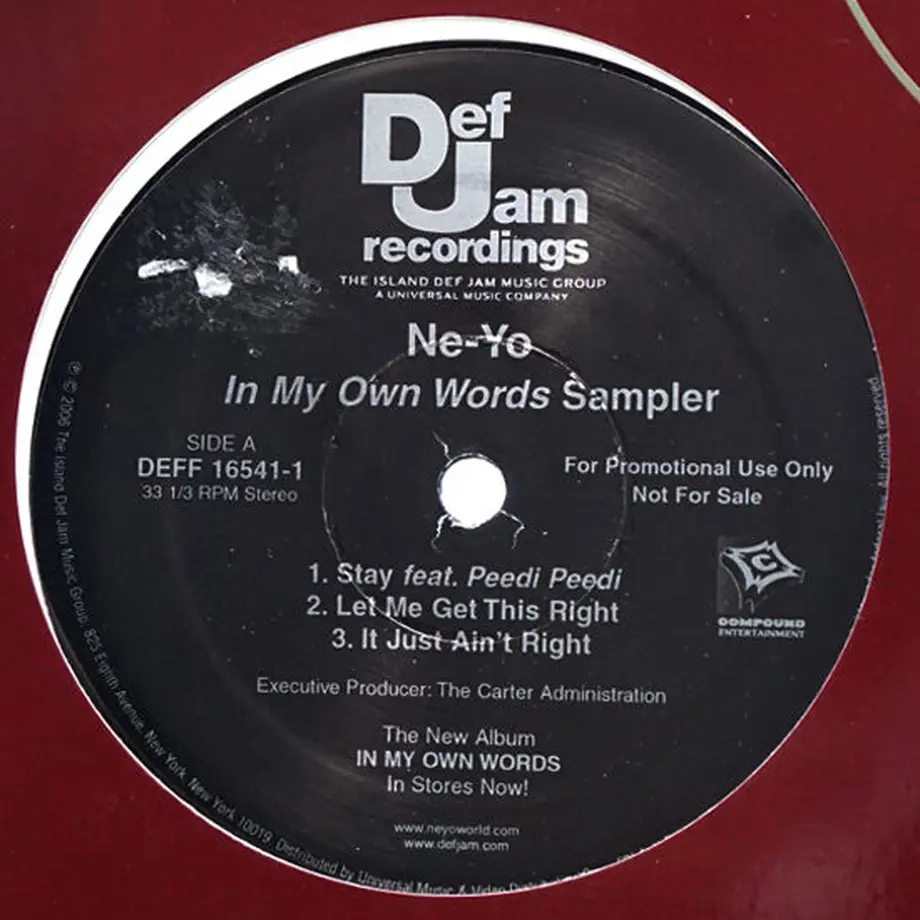 Def
Jam
recordings
THE ISLAND DEF JAM MUSIC GROUP
A UNIVERSAL MUSIC COMPANY
Ne-Yo
In My Own Words Sampler
SIDE A
DEFF 16541-1
33 1/3 RPM Stereo
For Promotional Use Only
Not For Sale
1. Stay feat. Peedi Peedi
2. Let Me Get This Right
3. It Just Ain't Right
C
COMPOUND
ENTERTAINMENT
Executive Producer: The Carter Administration
The New Album
IN MY OWN WORDS
In Stores Now!
www.neyoworld.com
www.defjam.com
℗ © 2006 The Island Def Jam Music Group, 825 Eighth Avenue, New York, New York 10019. Distributed by Universal Music & Video All rights reserved